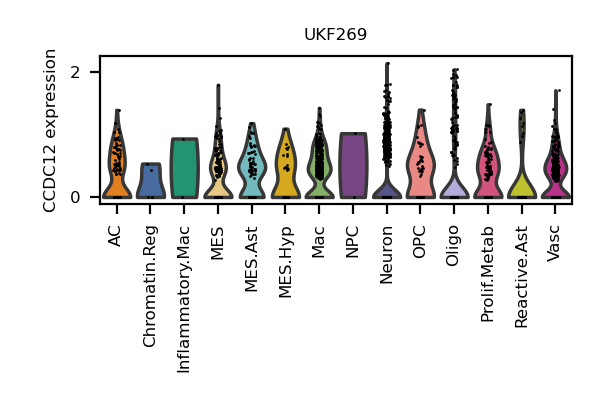 UKF269
CCDC12 expression
2
0
AC
Chromatin.Reg
Inflammatory.Mac
MES
MES.Ast
MES.Hyp
Mac
NPC
Neuron
OPC
Oligo
Prolif.Metab
Reactive.Ast
Vasc